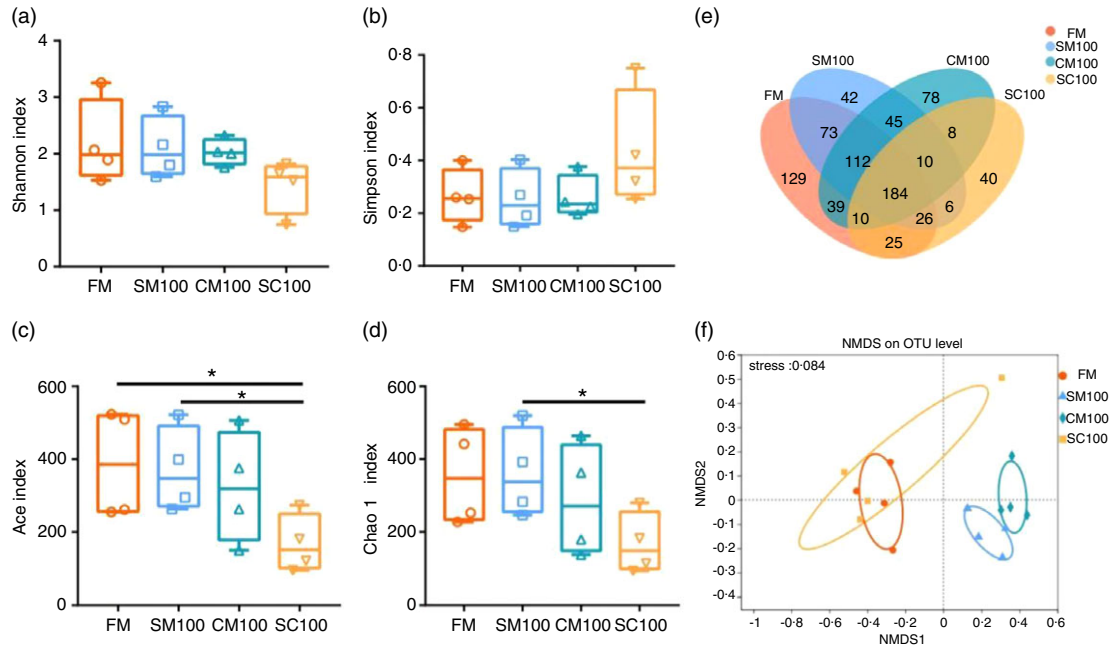 (a)
4
3
2
1
0
Shannon index
FM SM100 CM100 SC100
(b)
0·8
0·6
0·4
0·2
0·0
Simpson index
FM SM100 CM100 SC100
(e)
FM
SM100
CM100
SC100
SM100
CM100
FM
SC100
42
78
45
73
8
112
10
129
184
40
39
10
26
6
25
(c)
600
400
200
0
Ace index
*
*
FM SM100 CM100 SC100
(d)
600
400
200
0
Chao 1 index
*
FM SM100 CM100 SC100
(f)
NMDS on OTU level
stress :0·084
0·6
0·5
0·4
0·3
0·2
0·1
0
-0·1
-0·2
-0·3
-0·4
NMDS2
-1 -0·8 -0·6 -0·4 -0·2 0 0·2 0·4 0·6
NMDS1
FM
SM100
CM100
SC100